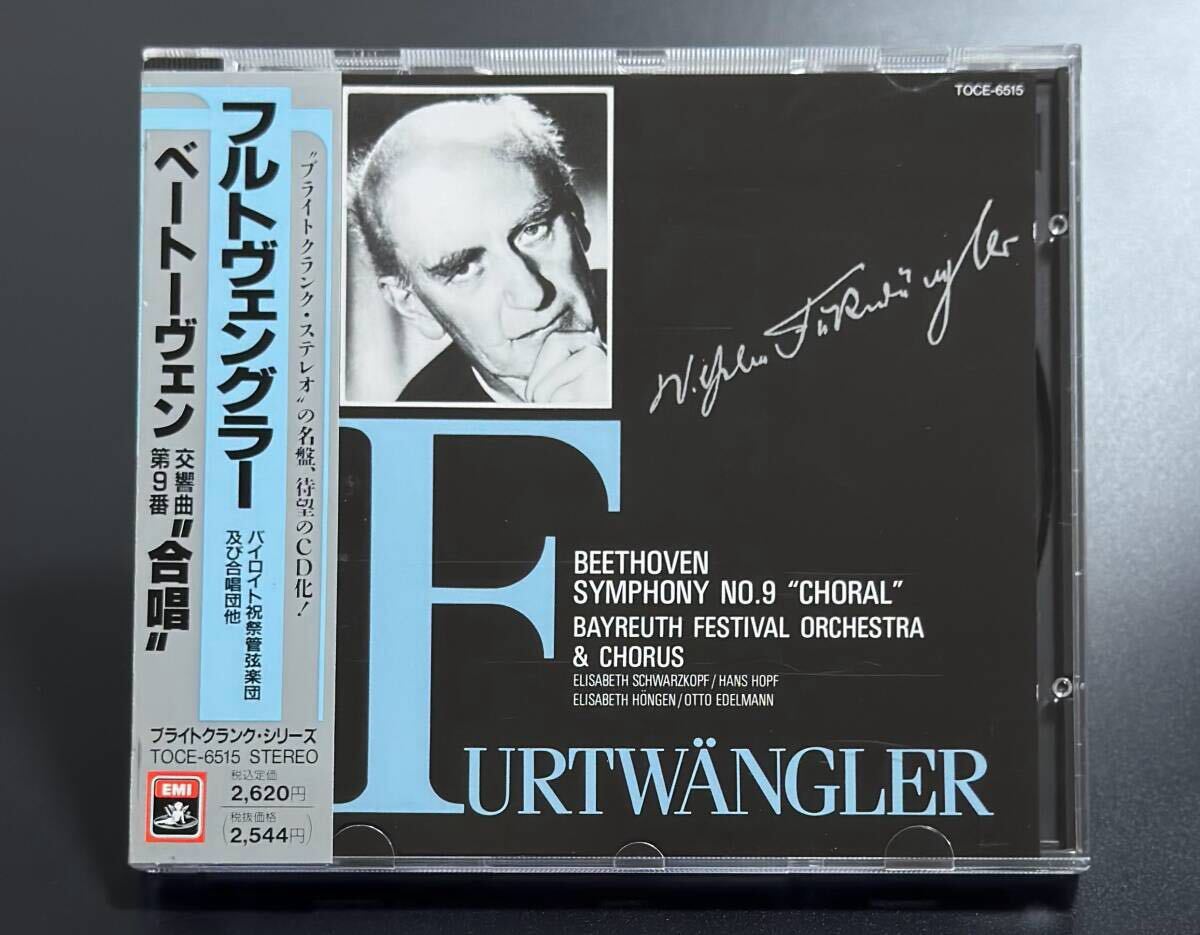 フルトヴェングラー
ベートーヴェン
交響曲
第9番
"合唱"
"ブライトクランク・ステレオ"の名盤、待望のCD化!
バイロイト祝祭管弦楽団
及び合唱団他
ブライトクランク・シリーズ
TOCE-6515 STEREO
税込定価
2,620円
(税抜価格
2,544円)
EMI
TOCE-6515
Wilhelm Furtwängler
BEETHOVEN
SYMPHONY NO.9 "CHORAL"
BAYREUTH FESTIVAL ORCHESTRA
& CHORUS
ELISABETH SCHWARZKOPF/HANS HOPF
ELISABETH HÖNGEN/OTTO EDELMANN
FURTWÄNGLER